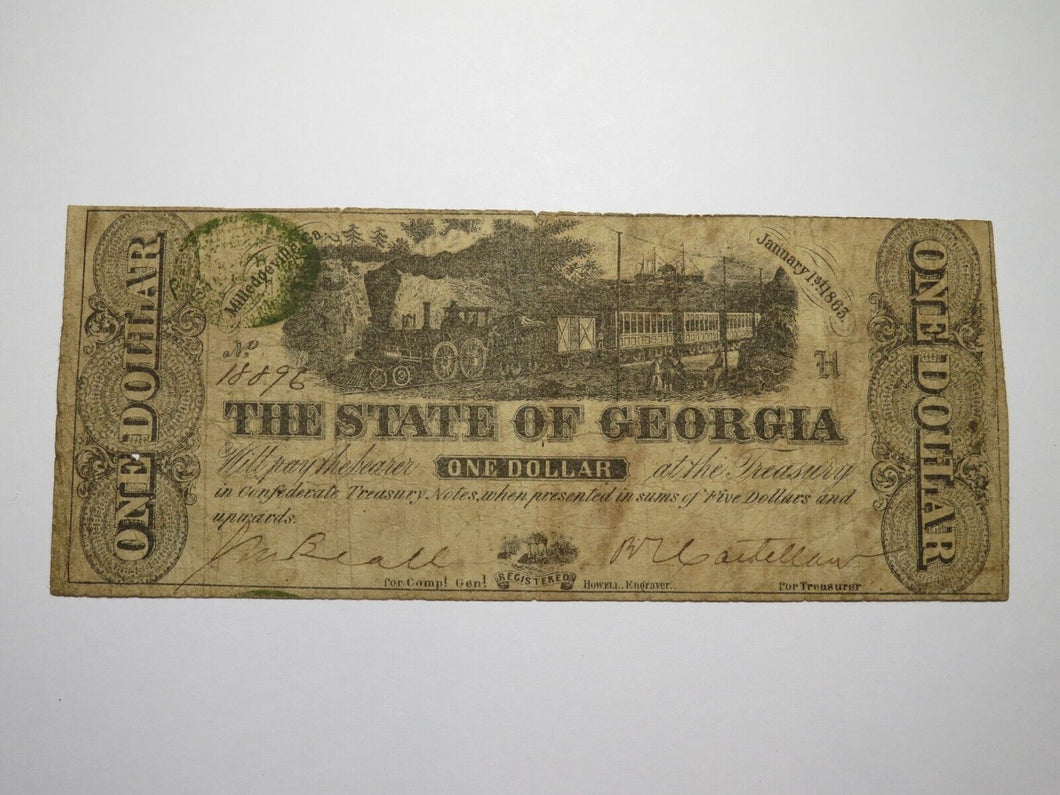 ONE DOLLAR
Milledgeville, Ga.
January 1st 1863.
ONE DOLLAR
No
18896
H
THE STATE OF GEORGIA
Will pay the bearer ONE DOLLAR at the Treasury
in Confederate Treasury Notes, when presented in sums of Five Dollars and
upwards.
for Comp! Gen!
REGISTERED
HOWELL, Engraver.
for Treasurer